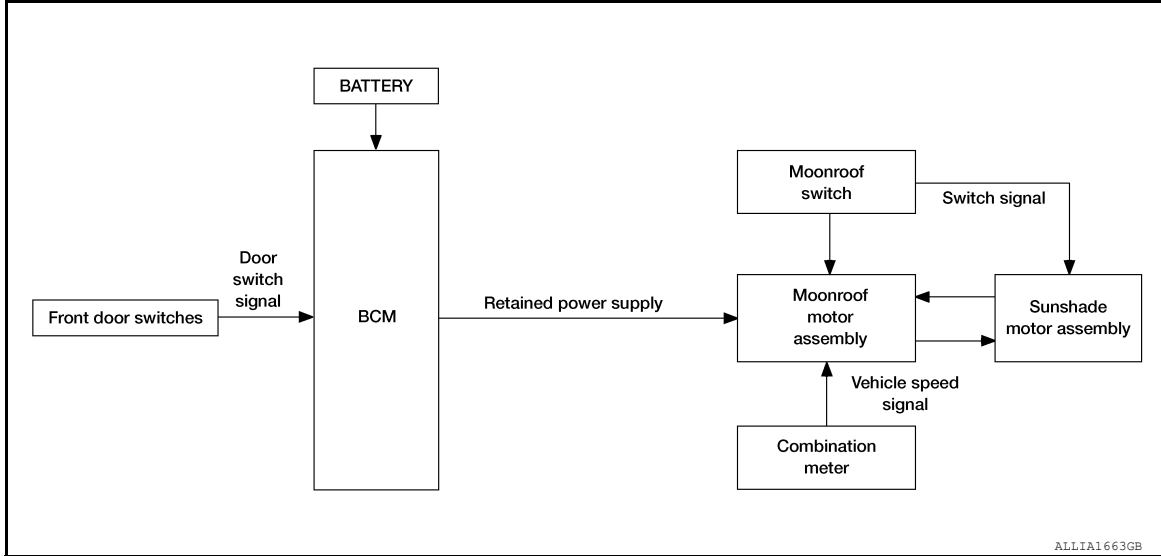 BATTERY
Moonroof
switch
Switch signal
Door
switch
signal
Front door switches
BCM
Retained power supply
Moonroof
motor
assembly
Sunshade
motor assembly
Vehicle speed
signal
Combination
meter
ALLIA1663GB